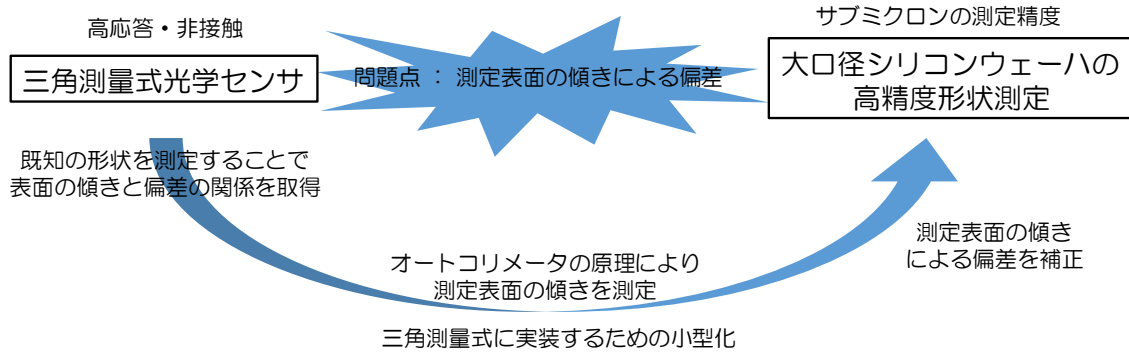 高応答・非接触
三角測量式光学センサ
問題点 : 測定表面の傾きによる偏差
サブミクロンの測定精度
大口径シリコンウェーハの
高精度形状測定
既知の形状を測定することで
表面の傾きと偏差の関係を取得
オートコリメータの原理により
測定表面の傾きを測定
三角測量式に実装するための小型化
測定表面の傾き
による偏差を補正